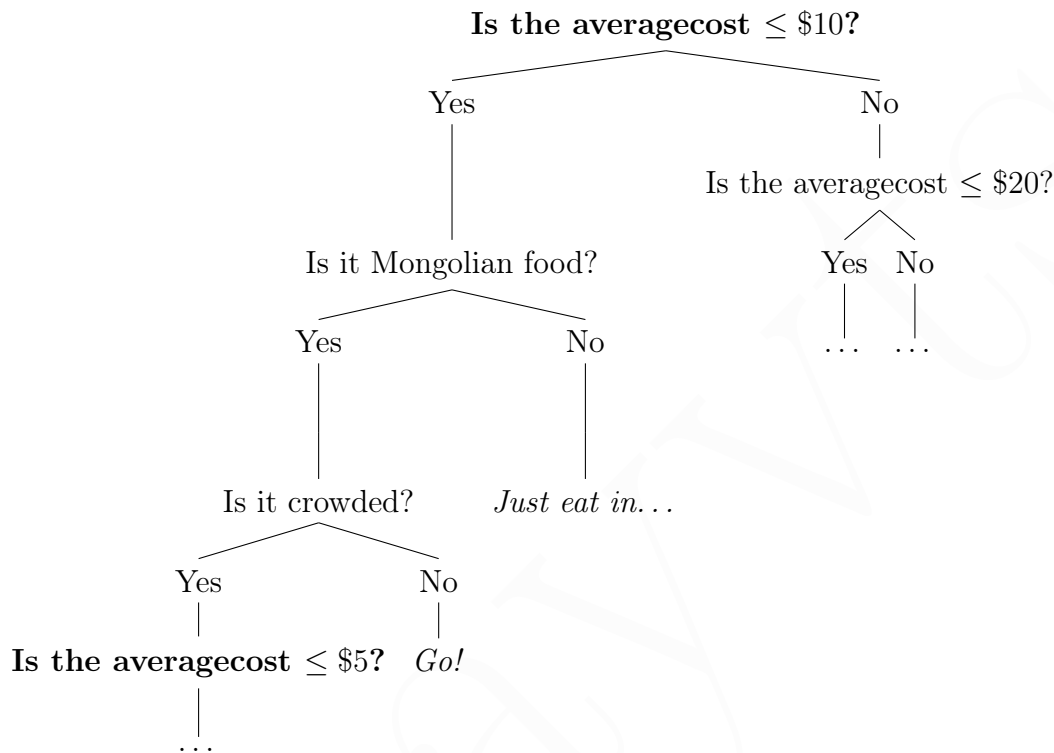 Is the averagecost ≤ $10?
Yes No
Is the averagecost ≤ $20?
Is it Mongolian food? Yes No
Yes No ... ...
Is it crowded? Just eat in...
Yes No
Is the averagecost ≤ $5? Go!
...